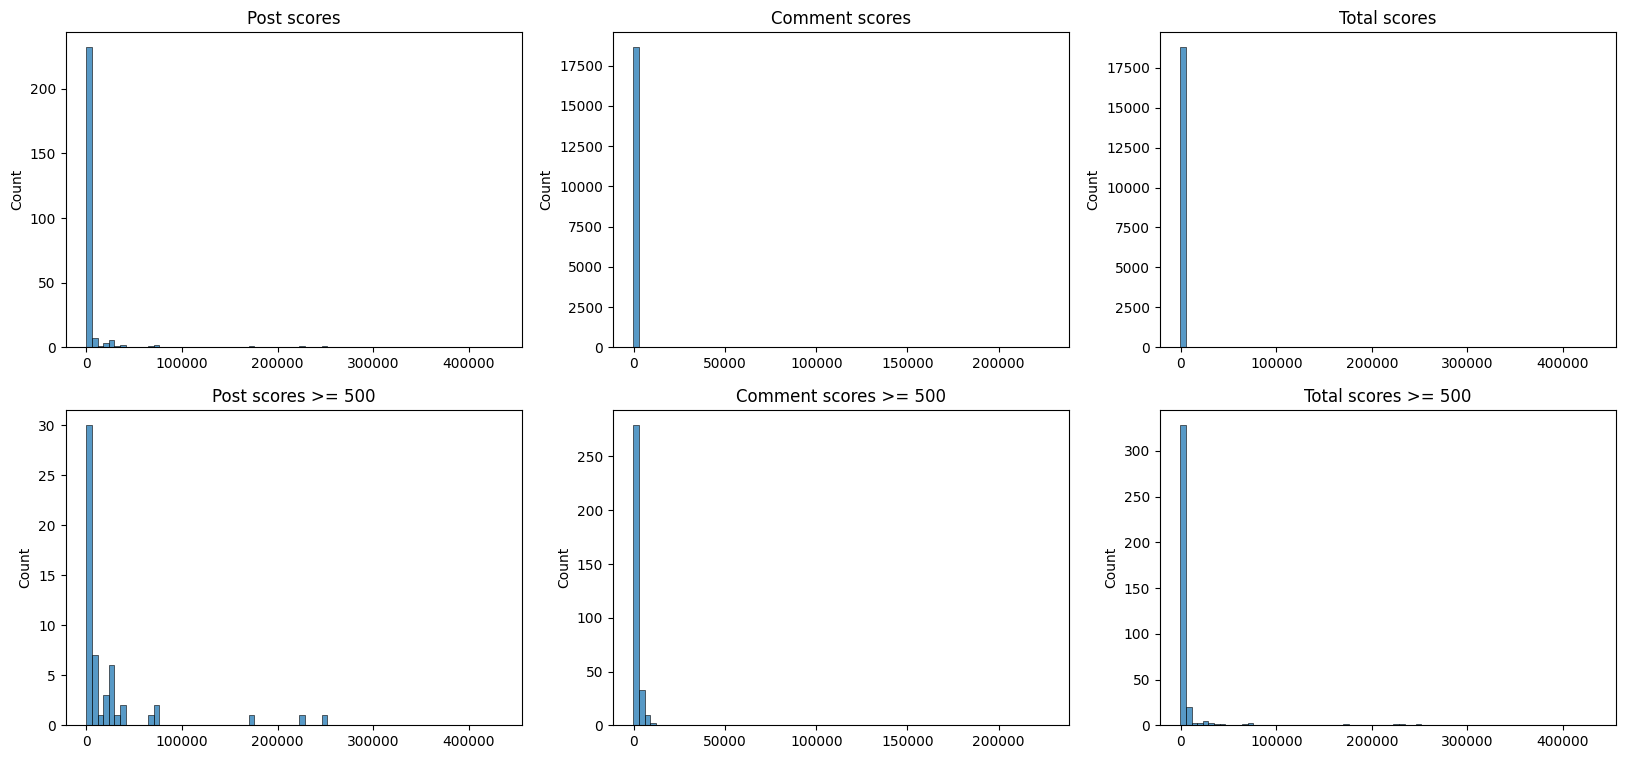 Post scores
Comment scores
Total scores
Count
200
150
100
50
0
0 100000 200000 300000 400000
Count
17500
15000
12500
10000
7500
5000
2500
0
0 50000 100000 150000 200000
Count
17500
15000
12500
10000
7500
5000
2500
0
0 100000 200000 300000 400000
Post scores >= 500
Comment scores >= 500
Total scores >= 500
Count
30
25
20
15
10
5
0
0 100000 200000 300000 400000
Count
250
200
150
100
50
0
0 50000 100000 150000 200000
Count
300
250
200
150
100
50
0
0 100000 200000 300000 400000